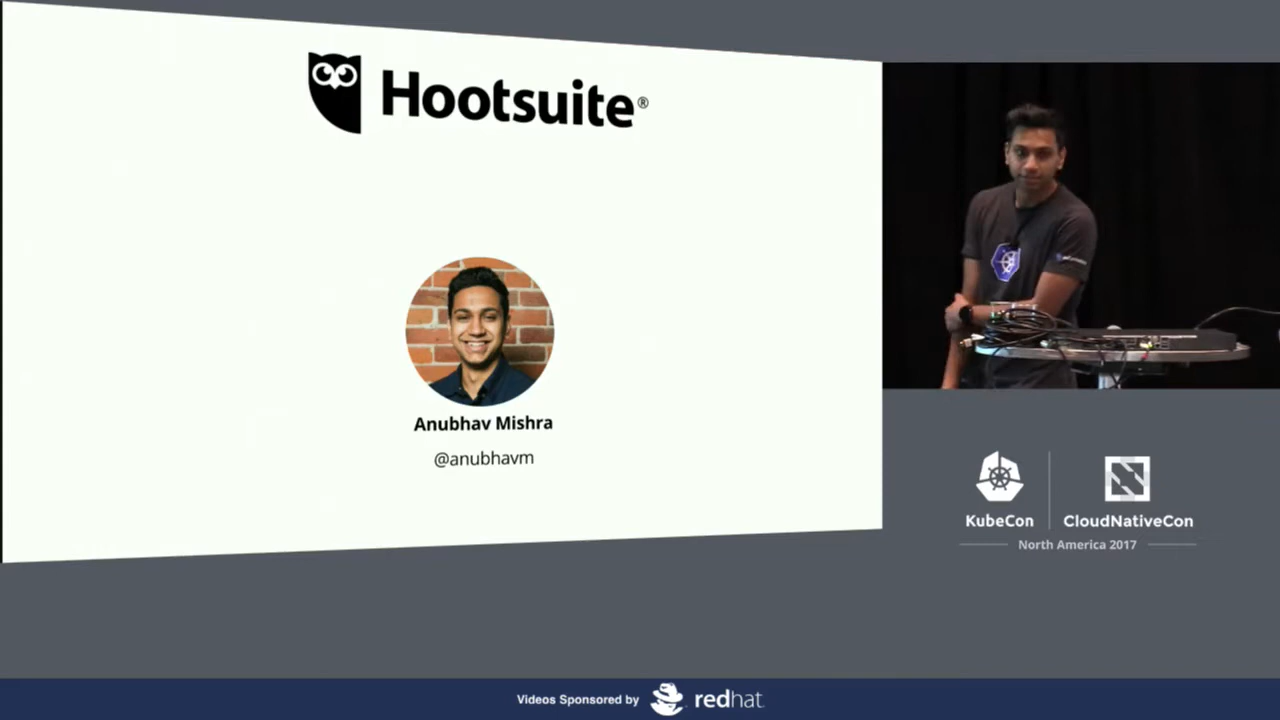 Hootsuite®
Anubhav Mishra
@anubhavm
KubeCon
CloudNativeCon
North America 2017
Videos Sponsored by redhat